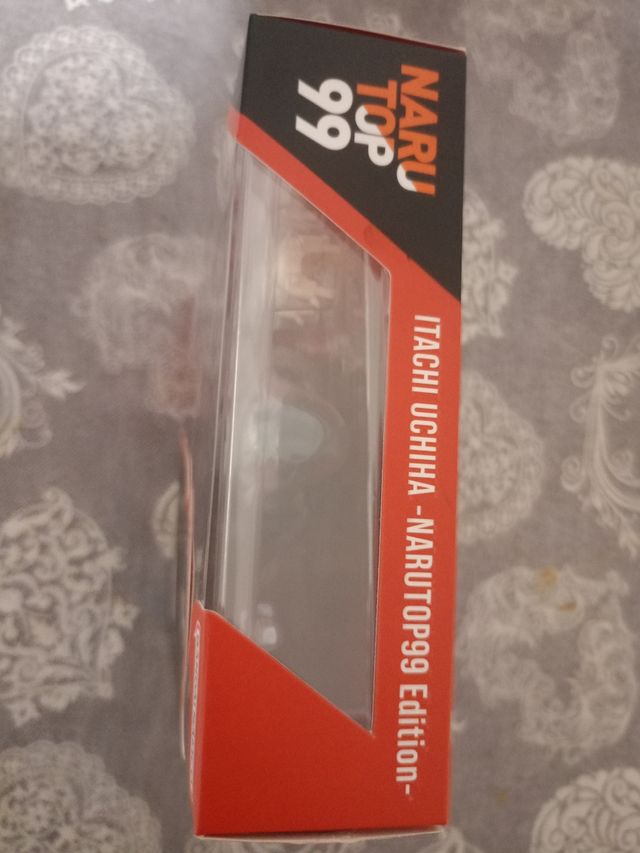 NARU
TOP
99
ITACHI UCHIHA -NARUTOP99 Edition-